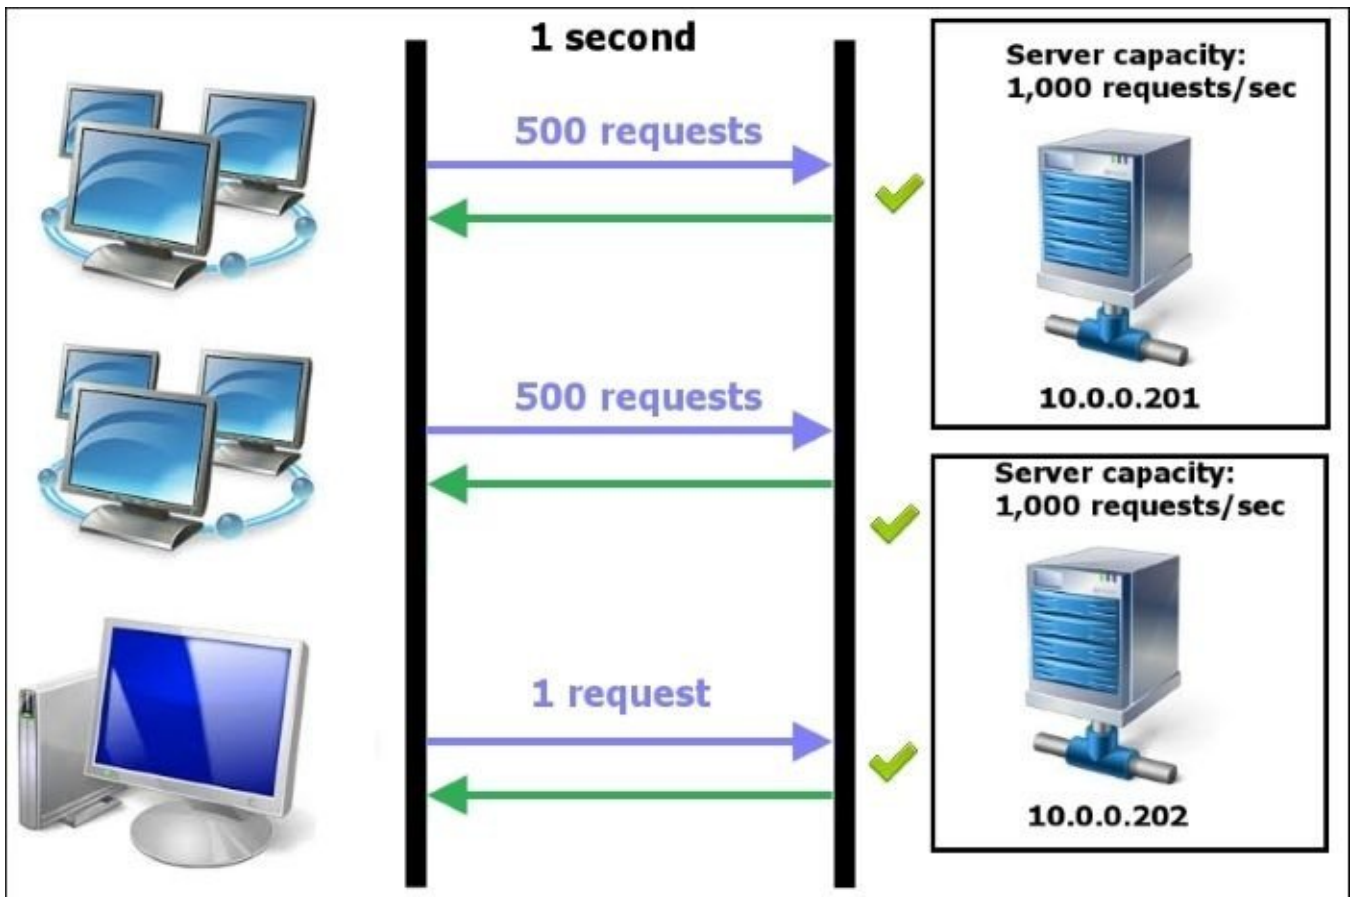 1 second
500 requests
500 requests
1 request
Server capacity:
1,000 requests/sec
10.0.0.201
Server capacity:
1,000 requests/sec
10.0.0.202